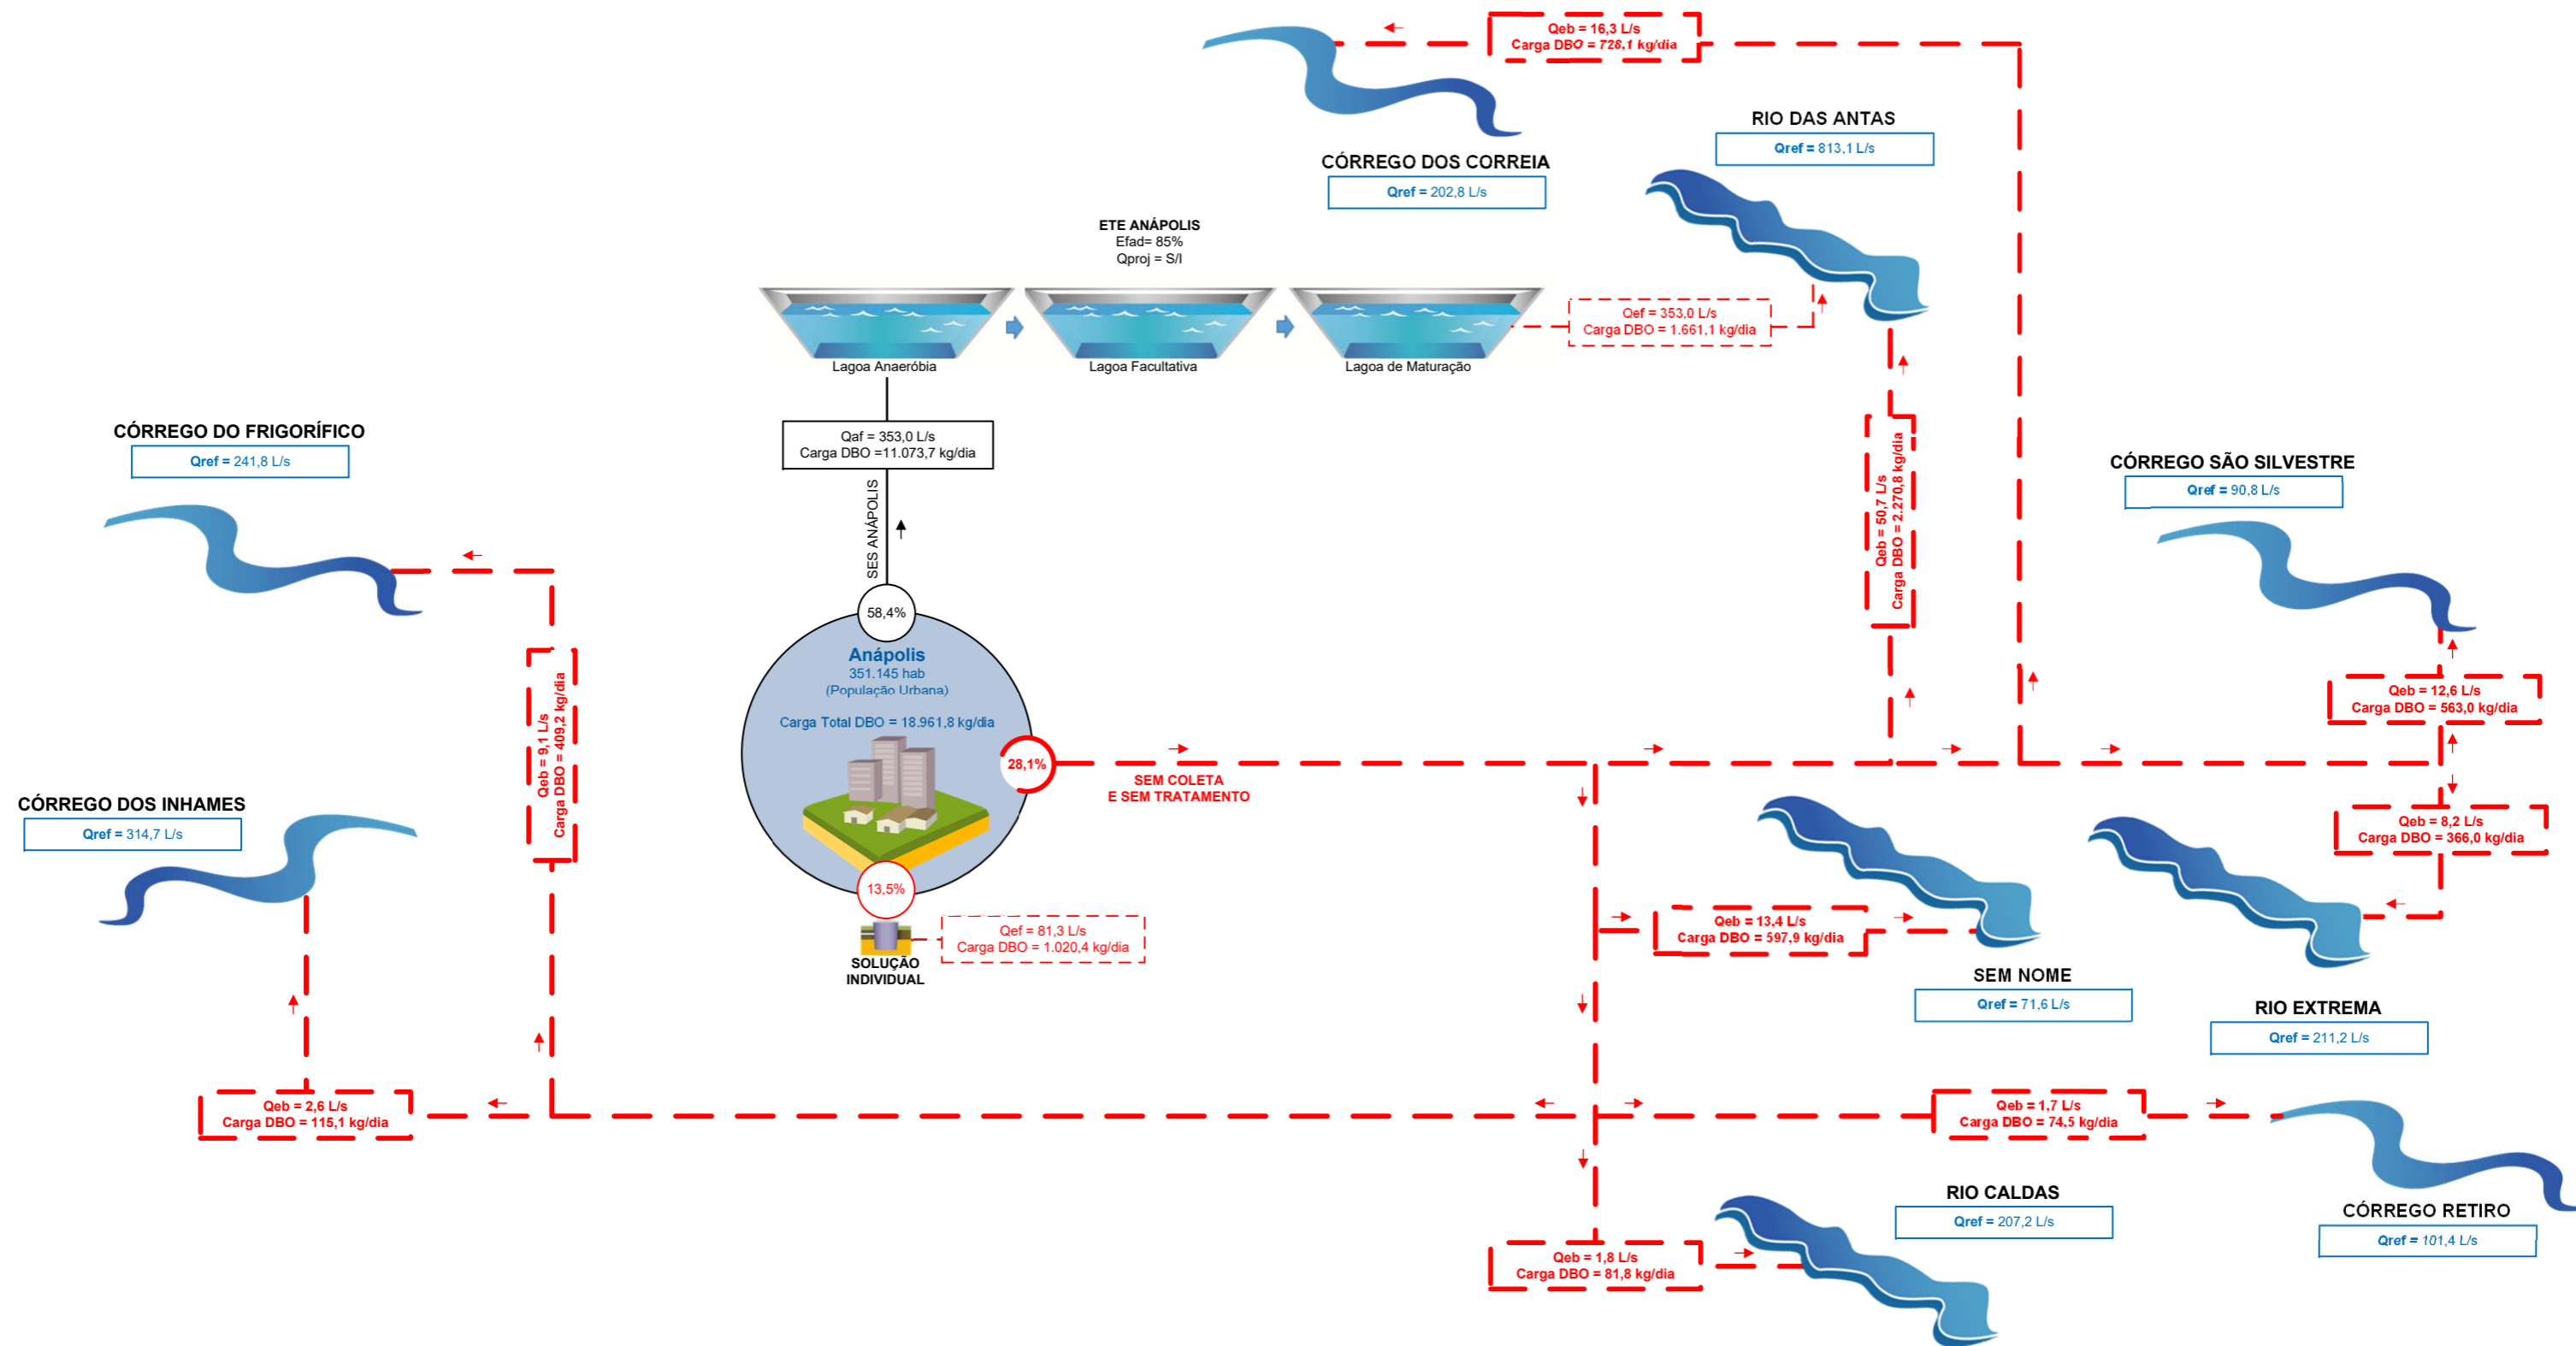 Qeb = 16,3 L/s
Carga DBO = 728,1 kg/dia
RIO DAS ANTAS
Qref = 813,1 L/s
CÓRREGO DOS CORREIA
Qref = 202,8 L/s
ETE ANÁPOLIS
Efad= 85%
Qproj = S/I
Lagoa Anaeróbia
Lagoa Facultativa
Lagoa de Maturação
Qef = 353,0 L/s
Carga DBO = 1.661,1 kg/dia
Qaf = 353,0 L/s
Carga DBO =11.073,7 kg/dia
SES ANÁPOLIS
CÓRREGO DO FRIGORÍFICO
Qref = 241,8 L/s
Qeb = 50,7 L/s
Carga DBO = 2.270,8 kg/dia
CÓRREGO SÃO SILVESTRE
Qref = 90,8 L/s
58,4%
Anápolis
351.145 hab
(População Urbana)
Carga Total DBO = 18.961,8 kg/dia
28,1%
SEM COLETA
E SEM TRATAMENTO
13,5%
Qef = 81,3 L/s
Carga DBO = 1.020,4 kg/dia
SOLUÇÃO
INDIVIDUAL
Qeb = 9,1 L/s
Carga DBO = 409,2 kg/dia
Qeb = 12,6 L/s
Carga DBO = 563,0 kg/dia
CÓRREGO DOS INHAMES
Qref = 314,7 L/s
Qeb = 8,2 L/s
Carga DBO = 366,0 kg/dia
Qeb = 13,4 L/s
Carga DBO = 597,9 kg/dia
SEM NOME
Qref = 71,6 L/s
RIO EXTREMA
Qref = 211,2 L/s
Qeb = 2,6 L/s
Carga DBO = 115,1 kg/dia
Qeb = 1,7 L/s
Carga DBO = 74,5 kg/dia
RIO CALDAS
Qref = 207,2 L/s
CÓRREGO RETIRO
Qref = 101,4 L/s
Qeb = 1,8 L/s
Carga DBO = 81,8 kg/dia